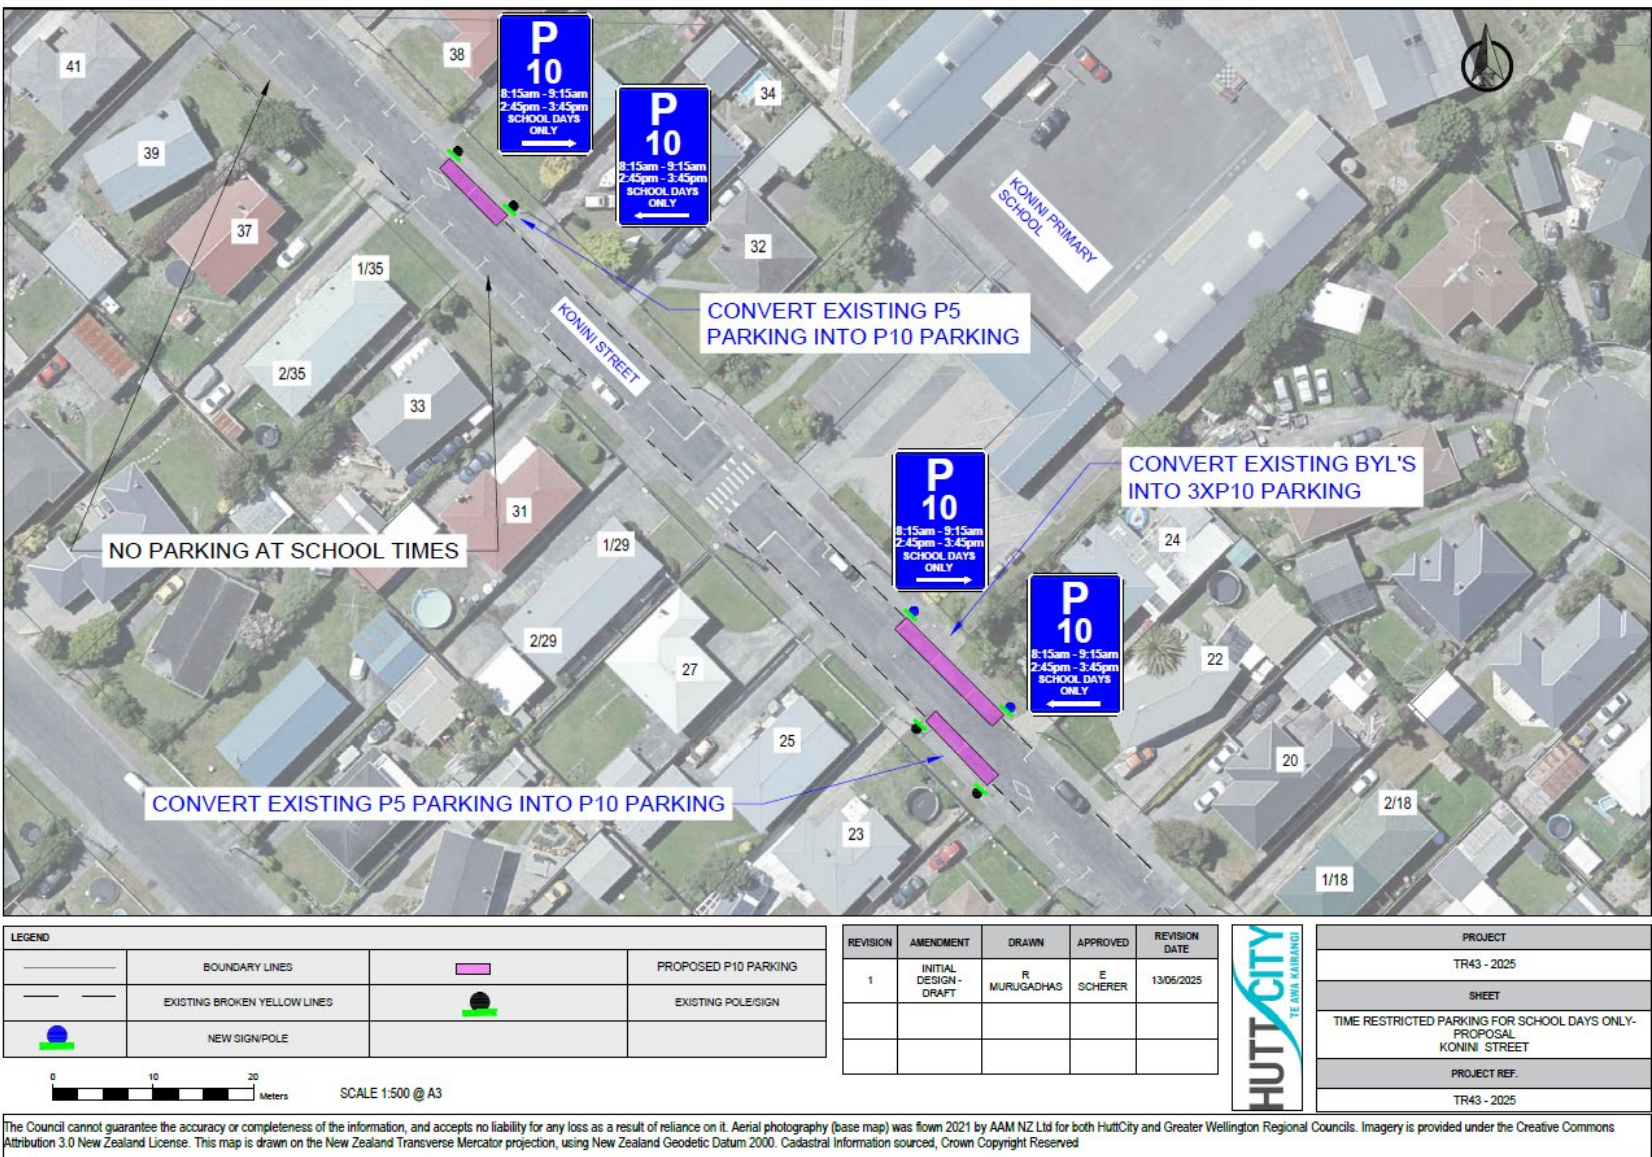 41
38
P
10
8:15am - 9:15am
2:45pm - 3:45pm
SCHOOL DAYS
ONLY
P
10
8:15am - 9:15am
2:45pm - 3:45pm
SCHOOL DAYS
ONLY
34
39
37
32
KONINI PRIMARY
SCHOOL
1/35
CONVERT EXISTING P5
PARKING INTO P10 PARKING
KONINI STREET
2/35
33
31
NO PARKING AT SCHOOL TIMES
1/29
P
10
8:15am - 9:15am
2:45pm - 3:45pm
SCHOOL DAYS
ONLY
CONVERT EXISTING BYL'S
INTO 3XP10 PARKING
24
P
10
8:15am - 9:15am
2:45pm - 3:45pm
SCHOOL DAYS
ONLY
2/29
27
22
25
20
CONVERT EXISTING P5 PARKING INTO P10 PARKING
2/18
23
1/18
LEGEND
BOUNDARY LINES
PROPOSED P10 PARKING
EXISTING BROKEN YELLOW LINES
EXISTING POLE/SIGN
NEW SIGN/POLE
0 10 20
Meters
SCALE 1:500 @ A3
REVISION AMENDMENT DRAWN APPROVED REVISION
DATE
1 INITIAL
DESIGN -
DRAFT
R
MURUGADHAS
E
SCHERER
13/06/2025
HUTT CITY
TE AWA KAIRANGI
PROJECT
TR43 - 2025
SHEET
TIME RESTRICTED PARKING FOR SCHOOL DAYS ONLY-
PROPOSAL
KONINI STREET
PROJECT REF.
TR43 - 2025
The Council cannot guarantee the accuracy or completeness of the information, and accepts no liability for any loss as a result of reliance on it. Aerial photography (base map) was flown 2021 by AAM NZ Ltd for both HuttCity and Greater Wellington Regional Councils. Imagery is provided under the Creative Commons
Attribution 3.0 New Zealand License. This map is drawn on the New Zealand Transverse Mercator projection, using New Zealand Geodetic Datum 2000. Cadastral Information sourced, Crown Copyright Reserved